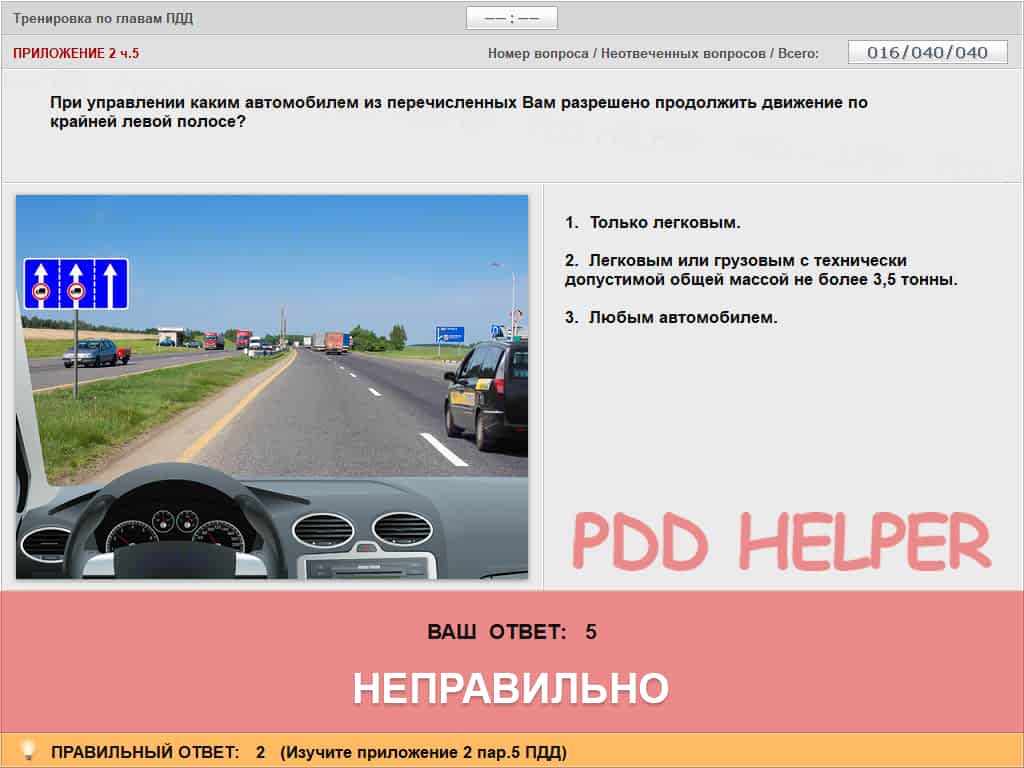 Тренировка по главам ПДД
—— : ——
ПРИЛОЖЕНИЕ 2 ч.5
Номер вопроса / Неотвеченных вопросов / Всего:
016/040/040
При управлении каким автомобилем из перечисленных Вам разрешено продолжить движение по
крайней левой полосе?
1. Только легковым.
2. Легковым или грузовым с технически
допустимой общей массой не более 3,5 тонны.
3. Любым автомобилем.
PDD HELPER
ВАШ ОТВЕТ: 5
НЕПРАВИЛЬНО
ПРАВИЛЬНЫЙ ОТВЕТ: 2 (Изучите приложение 2 пар.5 ПДД)